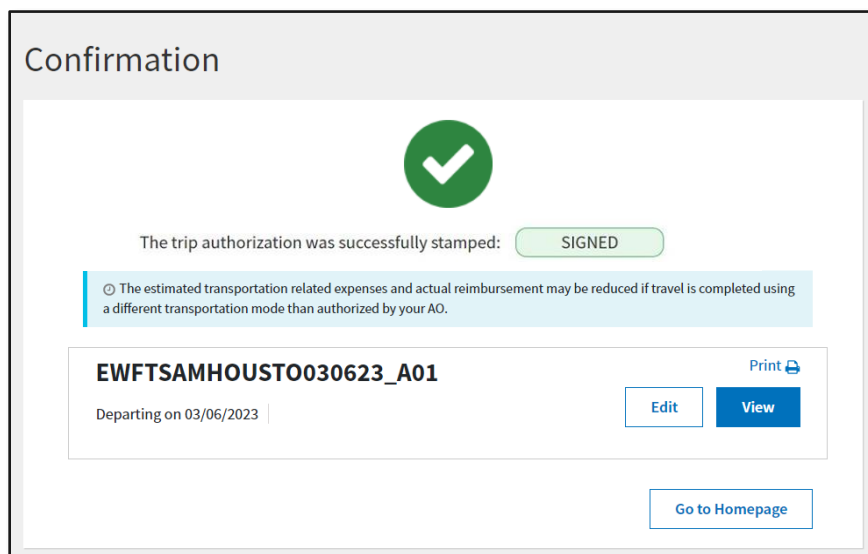 Confirmation
The trip authorization was successfully stamped: SIGNED
The estimated transportation related expenses and actual reimbursement may be reduced if travel is completed using
a different transportation mode than authorized by your AO.
Print
EWFTSAMHOUSTO030623_A01
Edit View
Departing on 03/06/2023
Go to Homepage